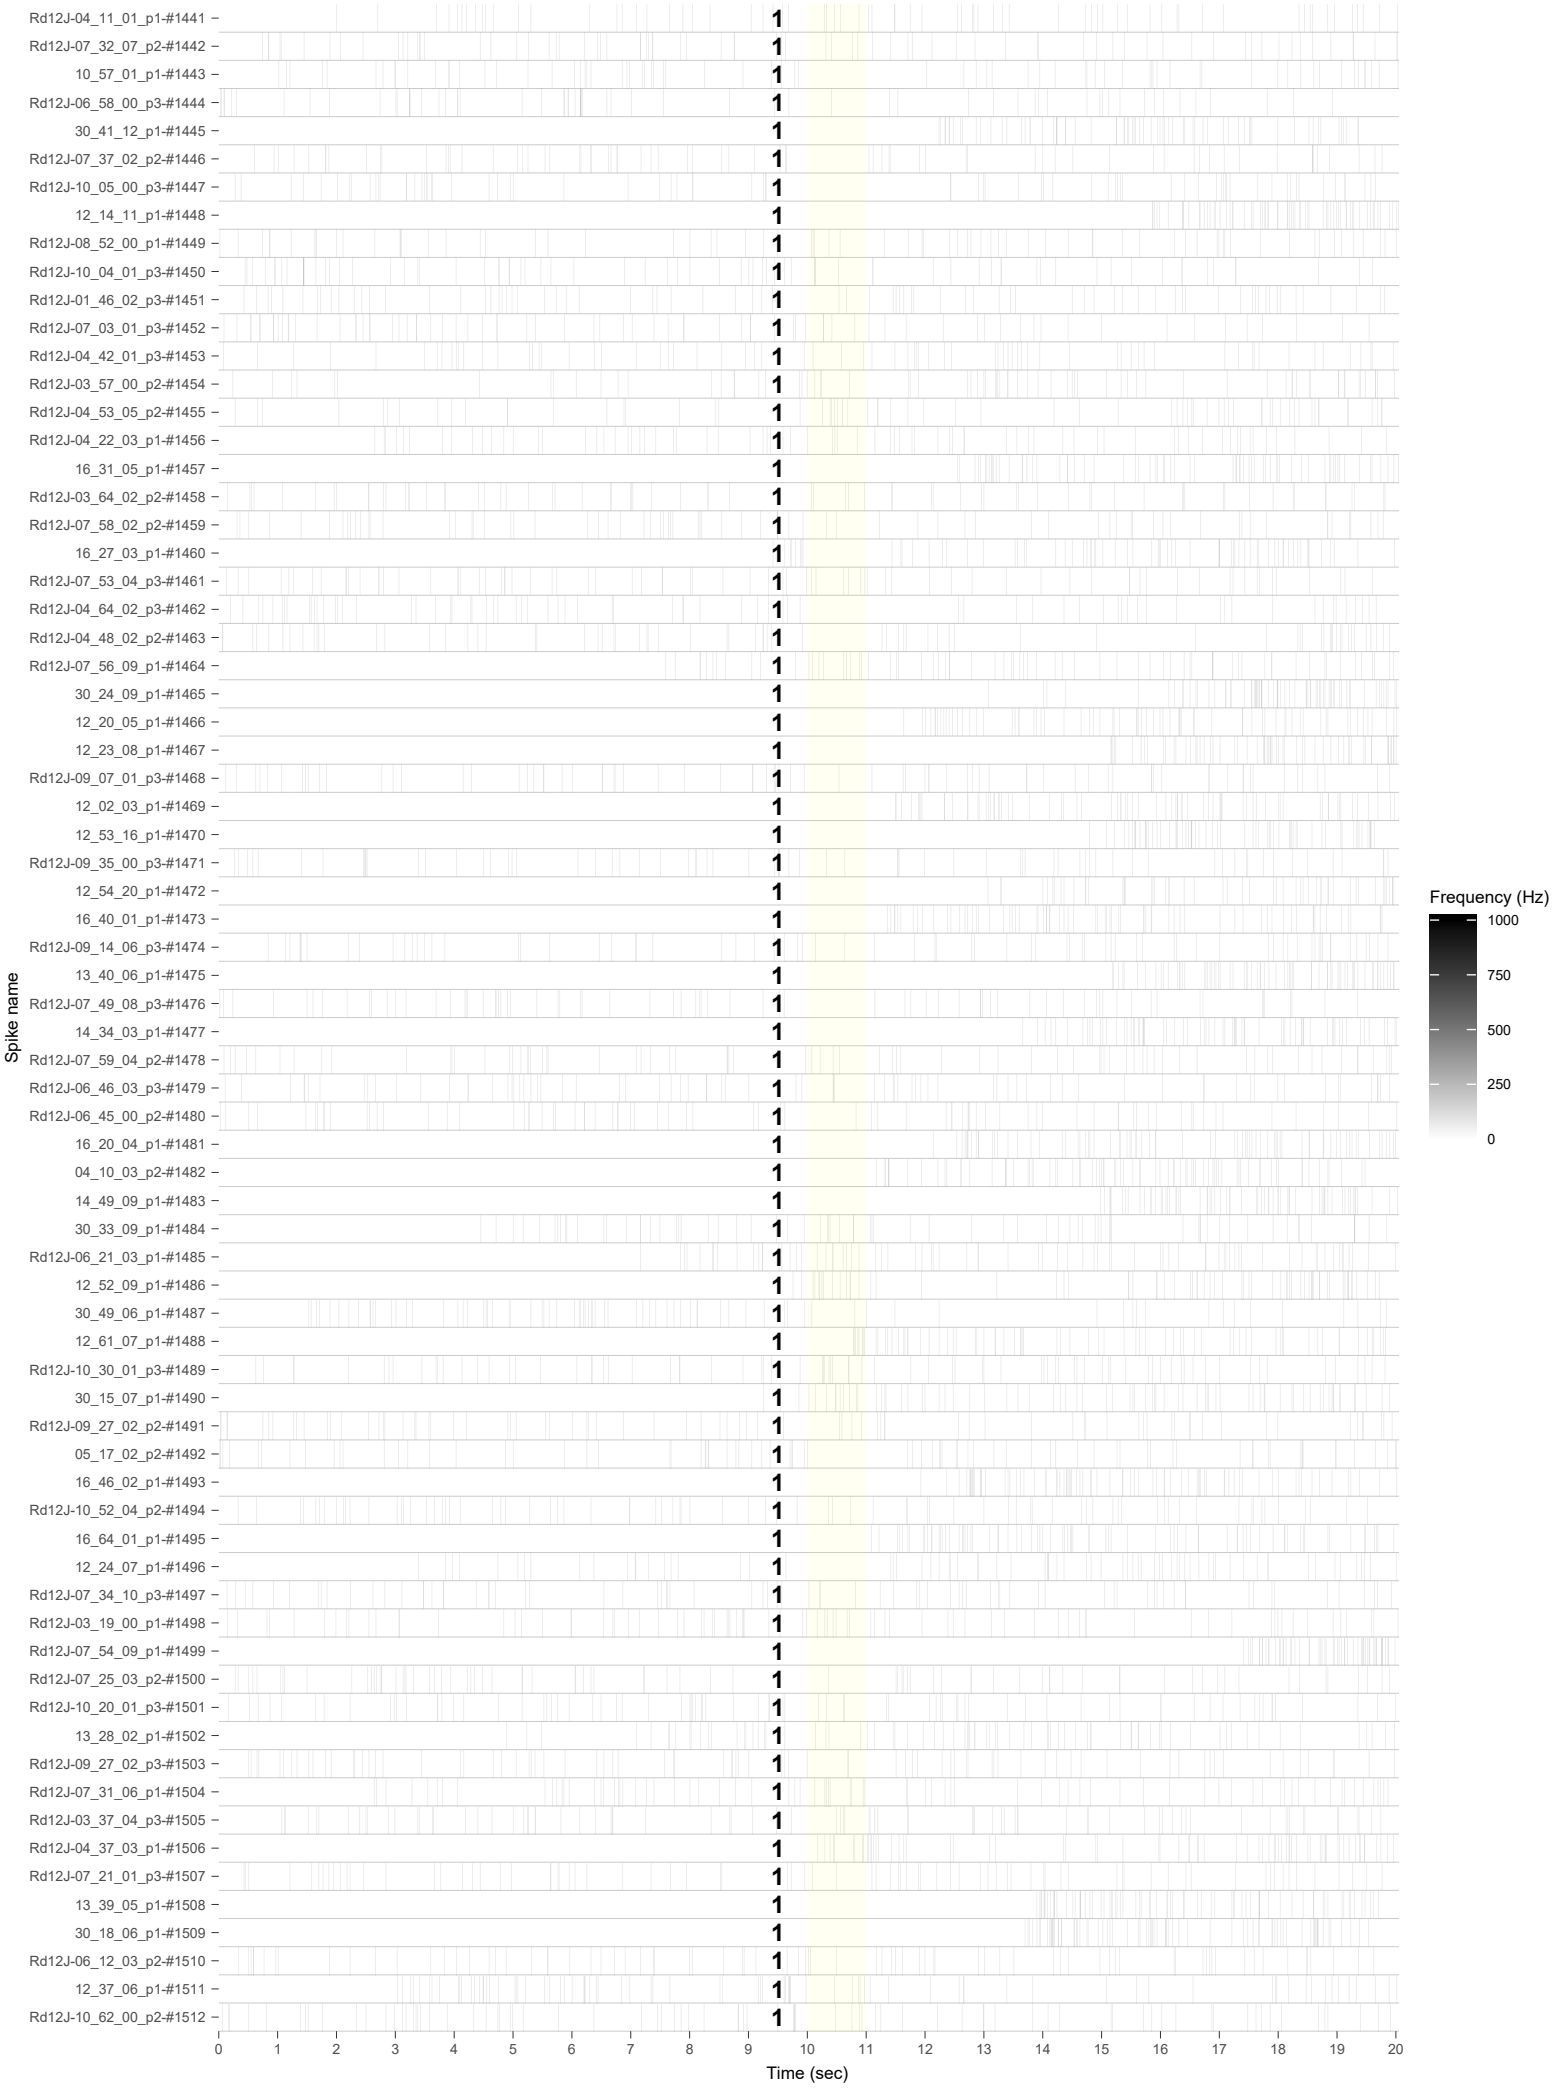 Rd12J-04_11_01_p1-#1441 1
Rd12J-07_32_07_p2-#1442 1
10_57_01_p1-#1443 1
Rd12J-06_58_00_p3-#1444 1
30_41_12_p1-#1445 1
Rd12J-07_37_02_p2-#1446 1
Rd12J-10_05_00_p3-#1447 1
12_14_11_p1-#1448 1
Rd12J-08_52_00_p1-#1449 1
Rd12J-10_04_01_p3-#1450 1
Rd12J-01_46_02_p3-#1451 1
Rd12J-07_03_01_p3-#1452 1
Rd12J-04_42_01_p3-#1453 1
Rd12J-03_57_00_p2-#1454 1
Rd12J-04_53_05_p2-#1455 1
Rd12J-04_22_03_p1-#1456 1
16_31_05_p1-#1457 1
Rd12J-03_64_02_p2-#1458 1
Rd12J-07_58_02_p2-#1459 1
16_27_03_p1-#1460 1
Rd12J-07_53_04_p3-#1461 1
Rd12J-04_64_02_p3-#1462 1
Rd12J-04_48_02_p2-#1463 1
Rd12J-07_56_09_p1-#1464 1
30_24_09_p1-#1465 1
12_20_05_p1-#1466 1
12_23_08_p1-#1467 1
Rd12J-09_07_01_p3-#1468 1
12_02_03_p1-#1469 1
12_53_16_p1-#1470 1
Rd12J-09_35_00_p3-#1471 1
12_54_20_p1-#1472 1
16_40_01_p1-#1473 1
Rd12J-09_14_06_p3-#1474 1
13_40_06_p1-#1475 1
Rd12J-07_49_08_p3-#1476 1
14_34_03_p1-#1477 1
Rd12J-07_59_04_p2-#1478 1
Rd12J-06_46_03_p3-#1479 1
Rd12J-06_45_00_p2-#1480 1
16_20_04_p1-#1481 1
04_10_03_p2-#1482 1
14_49_09_p1-#1483 1
30_33_09_p1-#1484 1
Rd12J-06_21_03_p1-#1485 1
12_52_09_p1-#1486 1
30_49_06_p1-#1487 1
12_61_07_p1-#1488 1
Rd12J-10_30_01_p3-#1489 1
30_15_07_p1-#1490 1
Rd12J-09_27_02_p2-#1491 1
05_17_02_p2-#1492 1
16_46_02_p1-#1493 1
Rd12J-10_52_04_p2-#1494 1
16_64_01_p1-#1495 1
12_24_07_p1-#1496 1
Rd12J-07_34_10_p3-#1497 1
Rd12J-03_19_00_p1-#1498 1
Rd12J-07_54_09_p1-#1499 1
Rd12J-07_25_03_p2-#1500 1
Rd12J-10_20_01_p3-#1501 1
13_28_02_p1-#1502 1
Rd12J-09_27_02_p3-#1503 1
Rd12J-07_31_06_p1-#1504 1
Rd12J-03_37_04_p3-#1505 1
Rd12J-04_37_03_p1-#1506 1
Rd12J-07_21_01_p3-#1507 1
13_39_05_p1-#1508 1
30_18_06_p1-#1509 1
Rd12J-06_12_03_p2-#1510 1
12_37_06_p1-#1511 1
Rd12J-10_62_00_p2-#1512 1
0 1 2 3 4 5 6 7 8 9 10 11 12 13 14 15 16 17 18 19 20
Time (sec)
Spike name
Frequency (Hz)
1000
750
500
250
0